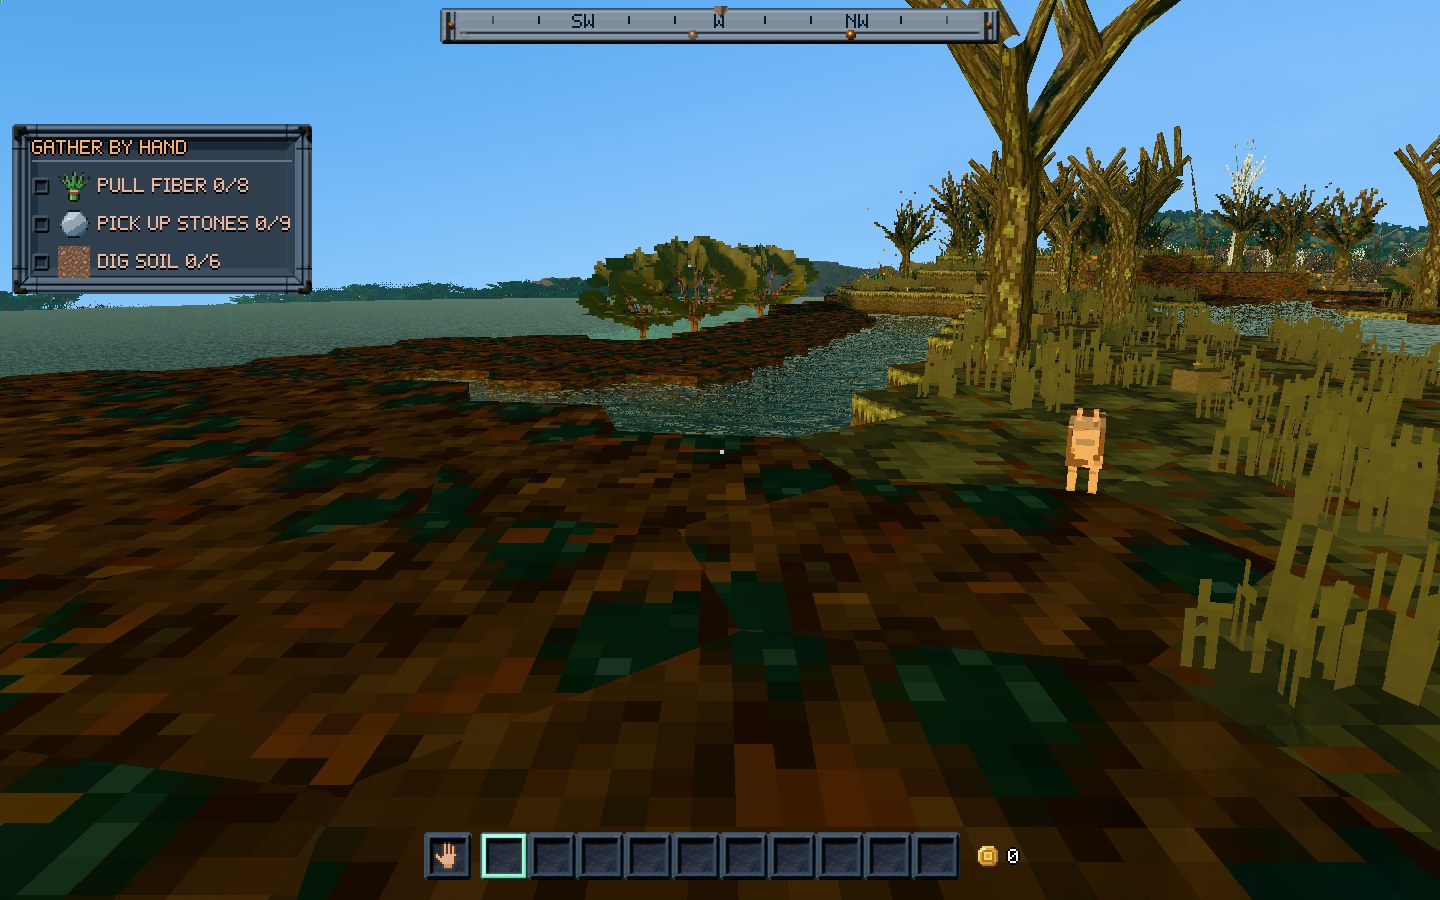 SW W NW
GATHER BY HAND
PULL FIBER 0/8
PICK UP STONES 0/9
DIG SOIL 0/6
0